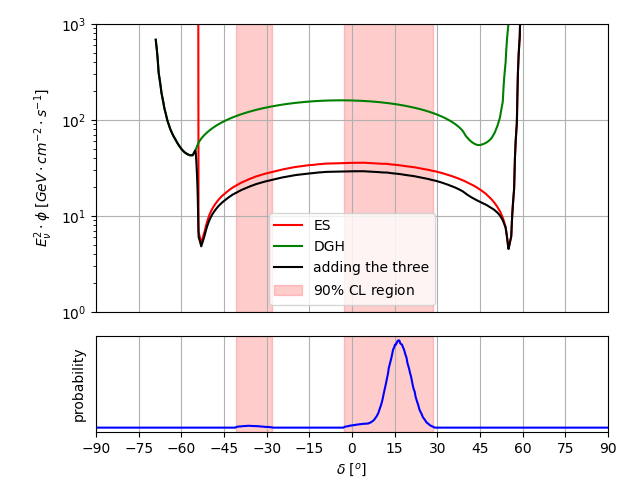 10³
10²
10¹
10⁰
E²ᵥ · ϕ [GeV · cm⁻² · s⁻¹]
ES
DGH
adding the three
90% CL region
probability
−90 −75 −60 −45 −30 −15 0 15 30 45 60 75 90
δ [°]